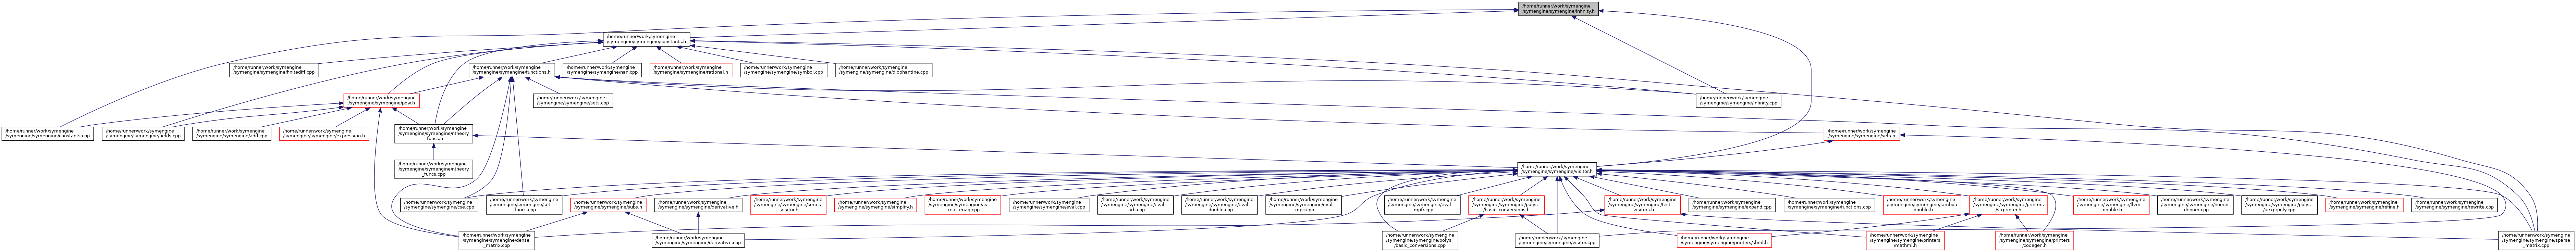 /home/runner/work/symengine
/symengine/symengine/infinity.h
/home/runner/work/symengine
/symengine/symengine/constants.h
/home/runner/work/symengine
/symengine/symengine/finitediff.cpp
/home/runner/work/symengine
/symengine/symengine/functions.h
/home/runner/work/symengine
/symengine/symengine/nan.cpp
/home/runner/work/symengine
/symengine/symengine/rational.h
/home/runner/work/symengine
/symengine/symengine/symbol.cpp
/home/runner/work/symengine
/symengine/symengine/diophantine.cpp
/home/runner/work/symengine
/symengine/symengine/pow.h
/home/runner/work/symengine
/symengine/symengine/sets.cpp
/home/runner/work/symengine
/symengine/symengine/infinity.cpp
/home/runner/work/symengine
/symengine/symengine/constants.cpp
/home/runner/work/symengine
/symengine/symengine/fields.cpp
/home/runner/work/symengine
/symengine/symengine/add.cpp
/home/runner/work/symengine
/symengine/symengine/expression.h
/home/runner/work/symengine
/symengine/symengine/ntheory
_funcs.h
/home/runner/work/symengine
/symengine/symengine/sets.h
/home/runner/work/symengine
/symengine/symengine/ntheory
_funcs.cpp
/home/runner/work/symengine
/symengine/symengine/visitor.h
/home/runner/work/symengine
/symengine/symengine/cse.cpp
/home/runner/work/symengine
/symengine/symengine/set
_funcs.cpp
/home/runner/work/symengine
/symengine/symengine/subs.h
/home/runner/work/symengine
/symengine/symengine/derivative.h
/home/runner/work/symengine
/symengine/symengine/series
_visitor.h
/home/runner/work/symengine
/symengine/symengine/simplify.h
/home/runner/work/symengine
/symengine/symengine/as
_real_imag.cpp
/home/runner/work/symengine
/symengine/symengine/eval.cpp
/home/runner/work/symengine
/symengine/symengine/eval
_arb.cpp
/home/runner/work/symengine
/symengine/symengine/eval
_double.cpp
/home/runner/work/symengine
/symengine/symengine/eval
_mpc.cpp
/home/runner/work/symengine
/symengine/symengine/eval
_mpfr.cpp
/home/runner/work/symengine
/symengine/symengine/polys
/basic_conversions.h
/home/runner/work/symengine
/symengine/symengine/test
_visitors.h
/home/runner/work/symengine
/symengine/symengine/expand.cpp
/home/runner/work/symengine
/symengine/symengine/functions.cpp
/home/runner/work/symengine
/symengine/symengine/lambda
_double.h
/home/runner/work/symengine
/symengine/symengine/printers
/strprinter.h
/home/runner/work/symengine
/symengine/symengine/llvm
_double.h
/home/runner/work/symengine
/symengine/symengine/numer
_denom.cpp
/home/runner/work/symengine
/symengine/symengine/polys
/uexprpoly.cpp
/home/runner/work/symengine
/symengine/symengine/refine.h
/home/runner/work/symengine
/symengine/symengine/rewrite.cpp
/home/runner/work/symengine
/symengine/symengine/dense
_matrix.cpp
/home/runner/work/symengine
/symengine/symengine/derivative.cpp
/home/runner/work/symengine
/symengine/symengine/polys
/basic_conversions.cpp
/home/runner/work/symengine
/symengine/symengine/visitor.cpp
/home/runner/work/symengine
/symengine/symengine/printers/sbml.h
/home/runner/work/symengine
/symengine/symengine/printers
/mathml.h
/home/runner/work/symengine
/symengine/symengine/printers
/codegen.h
/home/runner/work/symengine
/symengine/symengine/sparse
_matrix.cpp